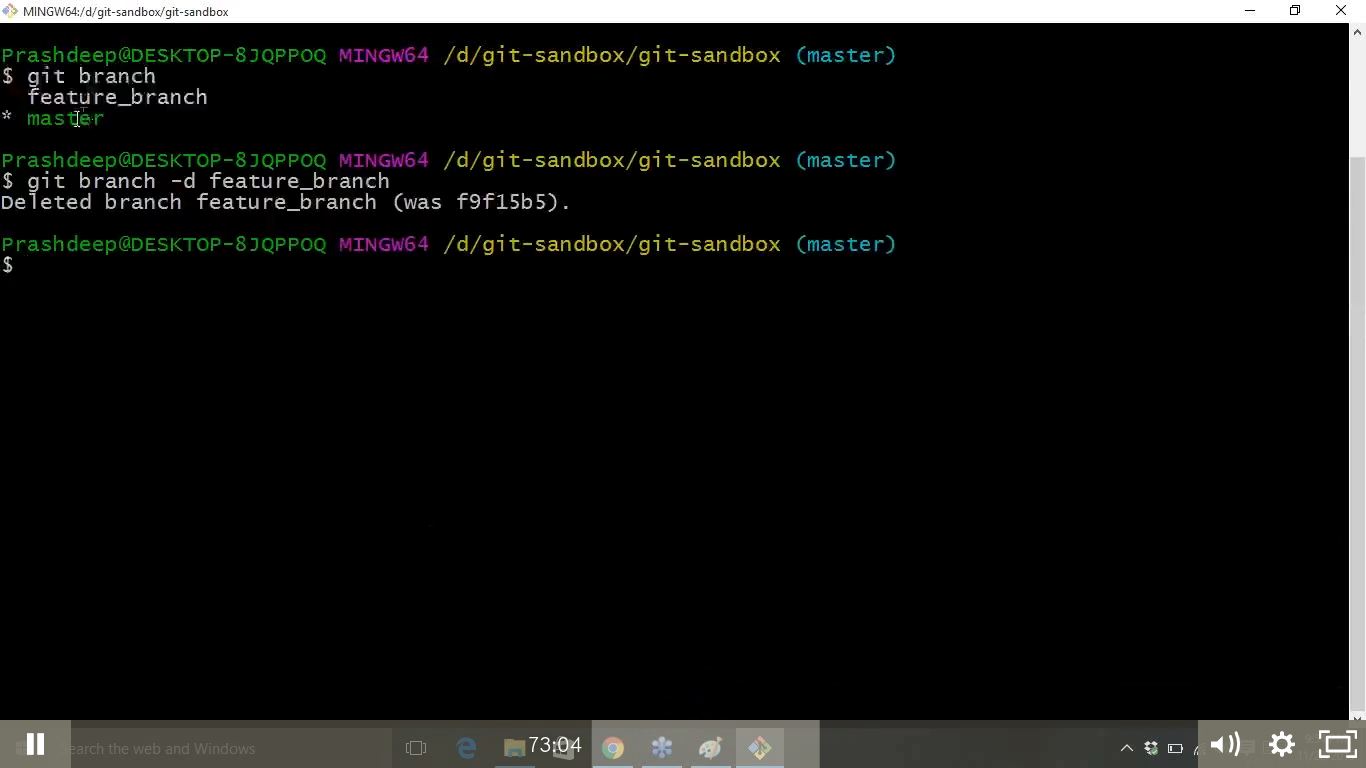 MINGW64:/d/git-sandbox/git-sandbox
Prashdeep@DESKTOP-8JQPPOQ MINGW64 /d/git-sandbox/git-sandbox (master)
$ git branch
feature_branch
* master
Prashdeep@DESKTOP-8JQPPOQ MINGW64 /d/git-sandbox/git-sandbox (master)
$ git branch -d feature_branch
Deleted branch feature_branch (was f9f15b5).
Prashdeep@DESKTOP-8JQPPOQ MINGW64 /d/git-sandbox/git-sandbox (master)
$
Search the web and Windows
73:04